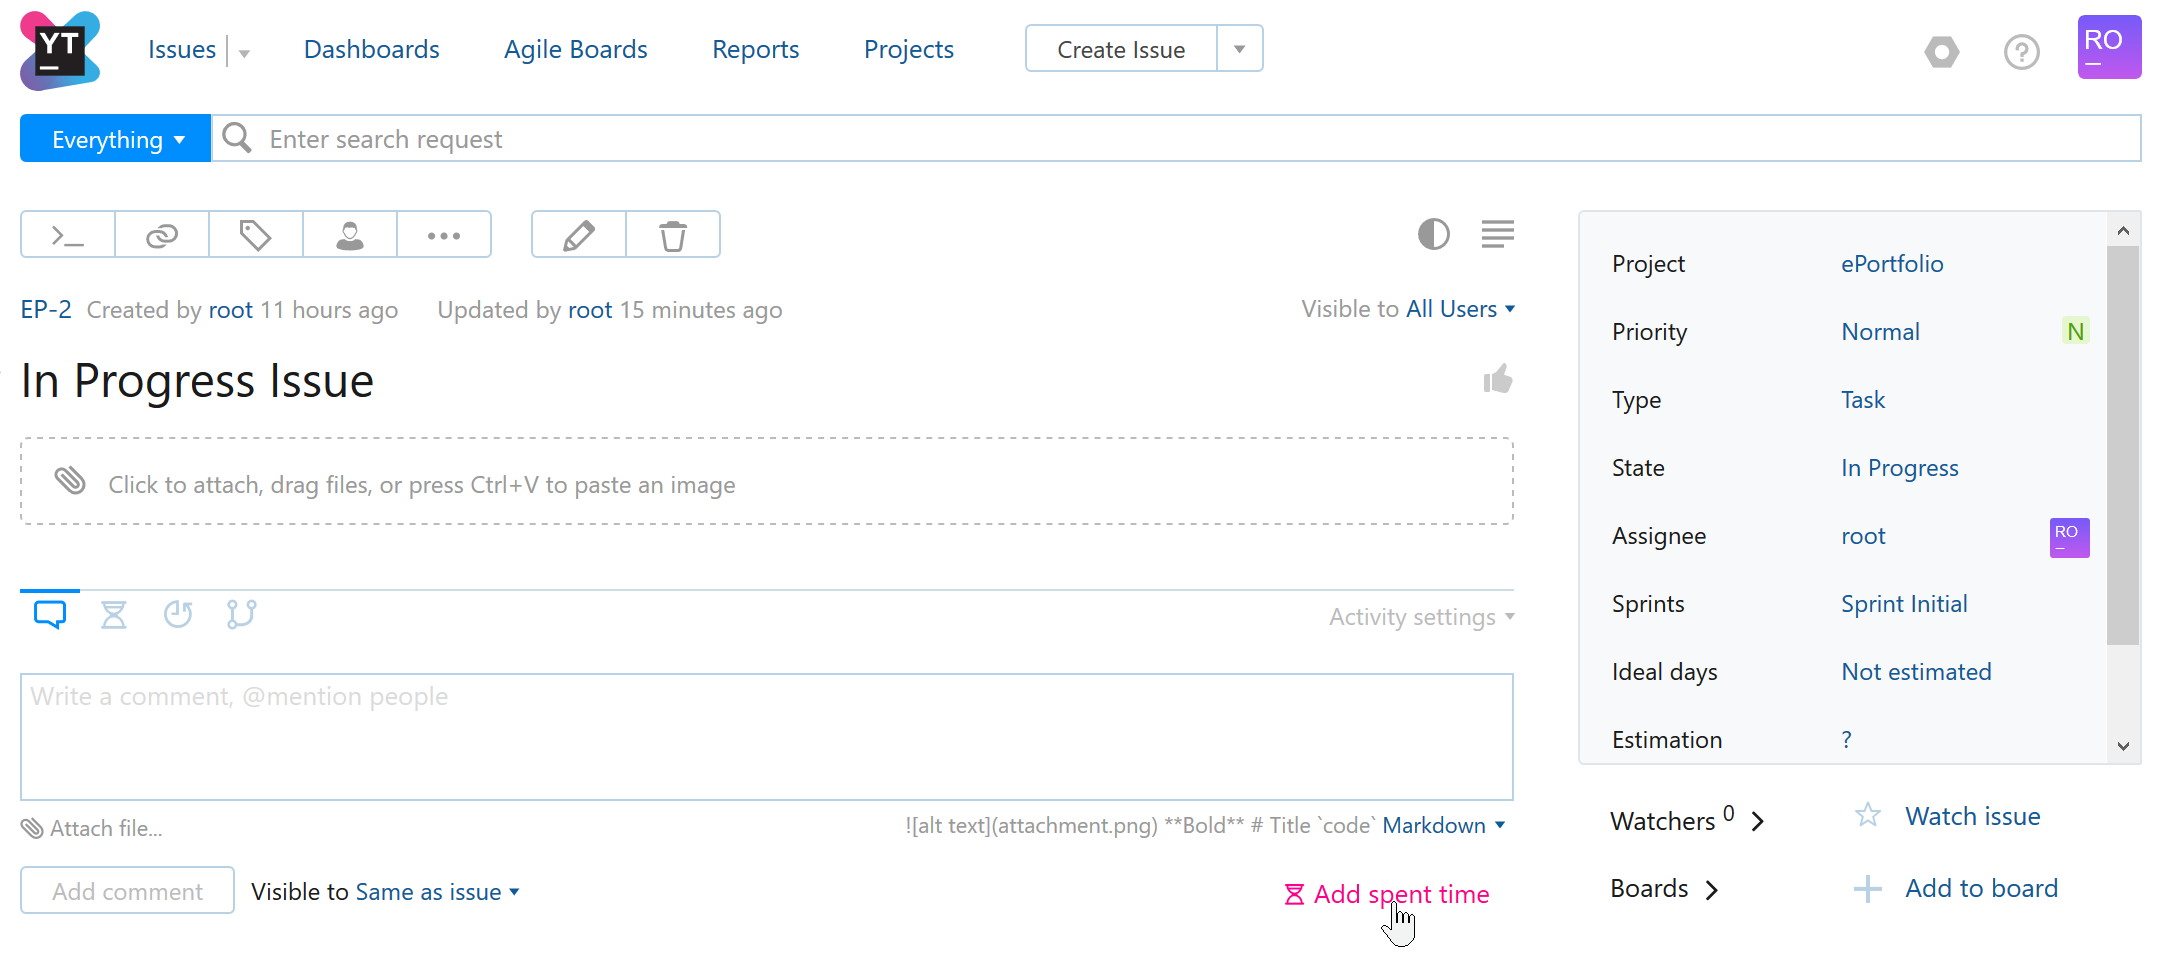 YT
Issues Dashboards Agile Boards Reports Projects Create Issue RO
Everything Enter search request
EP-2 Created by root 11 hours ago Updated by root 15 minutes ago Visible to All Users
In Progress Issue
Click to attach, drag files, or press Ctrl+V to paste an image
Activity settings
Write a comment, @mention people
Attach file... ![alt text](attachment.png) **Bold** # Title `code` Markdown
Add comment Visible to Same as issue Add spent time
Project ePortfolio
Priority Normal N
Type Task
State In Progress
Assignee root RO
Sprints Sprint Initial
Ideal days Not estimated
Estimation ?
Watchers 0 Watch issue
Boards Add to board